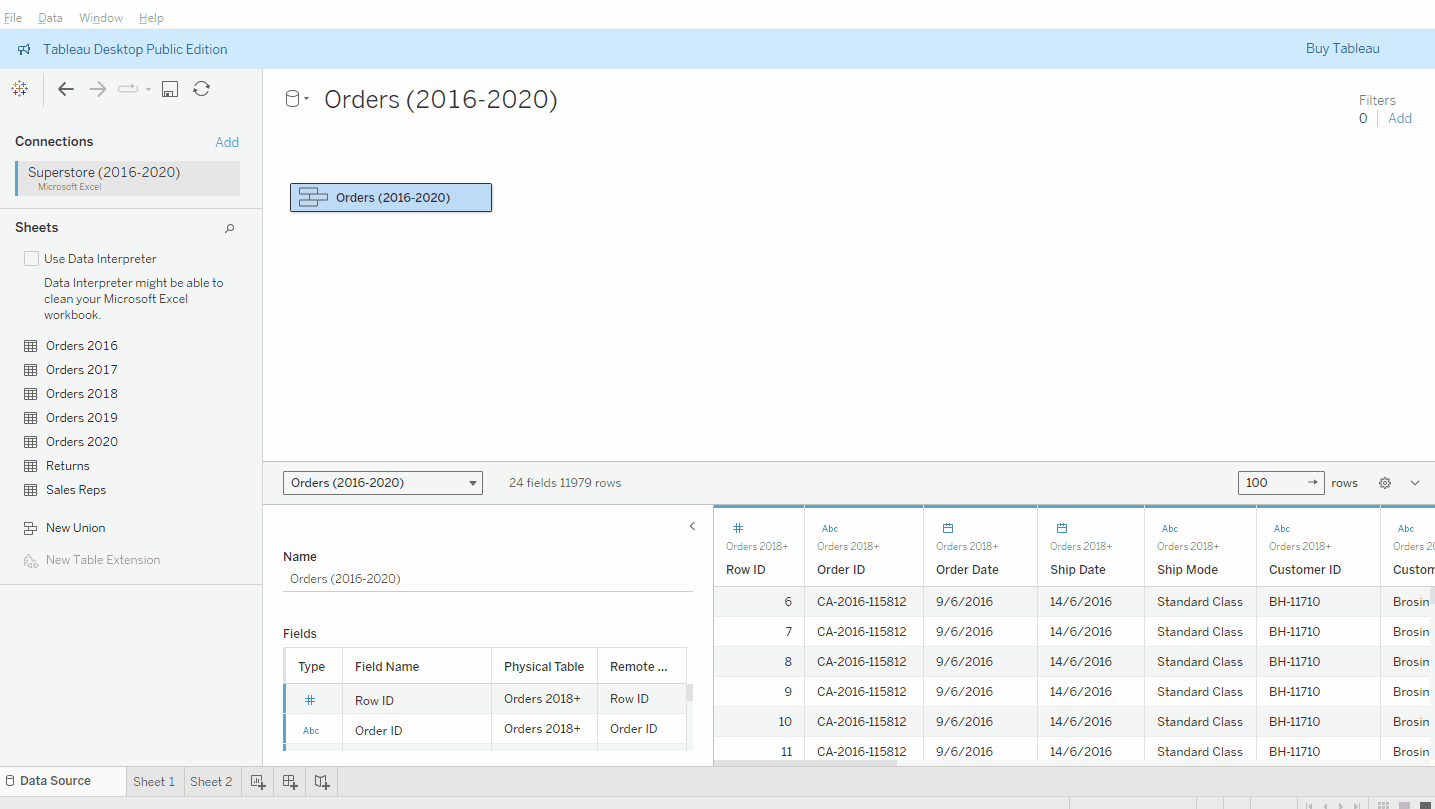 File Data Window Help
Tableau Desktop Public Edition Buy Tableau
Orders (2016-2020)
Filters
0 Add
Connections Add
Superstore (2016-2020)
Microsoft Excel
Sheets
Use Data Interpreter
Data Interpreter might be able to
clean your Microsoft Excel
workbook.
Orders 2016
Orders 2017
Orders 2018
Orders 2019
Orders 2020
Returns
Sales Reps
New Union
New Table Extension
Orders (2016-2020)
Orders (2016-2020) 24 fields 11979 rows 100 rows
Name
Orders (2016-2020)
Fields
Type Field Name Physical Table Remote ...
# Row ID Orders 2018+ Row ID
Abc Order ID Orders 2018+ Order ID
# Abc Abc Abc Abc
Orders 2018+ Orders 2018+ Orders 2018+ Orders 2018+ Orders 2018+ Orders 2018+ Orders 20
Row ID Order ID Order Date Ship Date Ship Mode Customer ID Custom
6 CA-2016-115812 9/6/2016 14/6/2016 Standard Class BH-11710 Brosin
7 CA-2016-115812 9/6/2016 14/6/2016 Standard Class BH-11710 Brosin
8 CA-2016-115812 9/6/2016 14/6/2016 Standard Class BH-11710 Brosin
9 CA-2016-115812 9/6/2016 14/6/2016 Standard Class BH-11710 Brosin
10 CA-2016-115812 9/6/2016 14/6/2016 Standard Class BH-11710 Brosin
11 CA-2016-115812 9/6/2016 14/6/2016 Standard Class BH-11710 Brosin
Data Source Sheet 1 Sheet 2